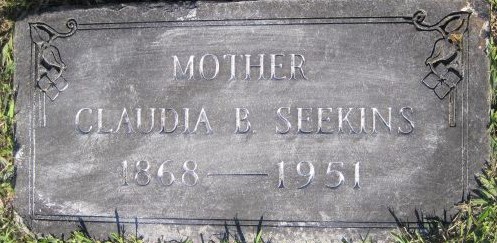 MOTHER
CLAUDIA B. SEEKINS
1868—1951